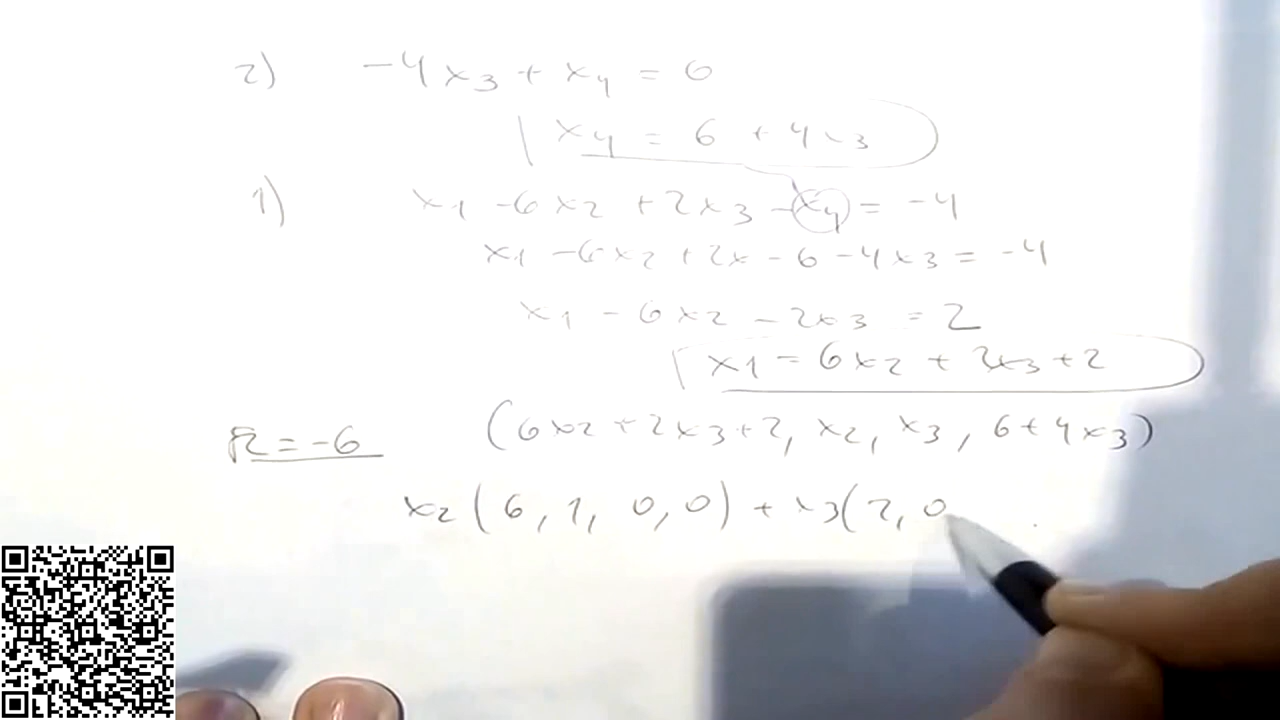 2) -4x3 + x4 = 6
x4 = 6 + 4x3
1) x1 -6x2 +2x3 -x4 = -4
x1 -6x2 +2x -6 -4x3 = -4
x1 - 6x2 - 2x3 = 2
x1 = 6x2 + 2x3 +2
R = -6 (6x2 + 2x3 +2, x2, x3, 6+4x3)
x2 (6, 1, 0, 0) + x3(2, 0